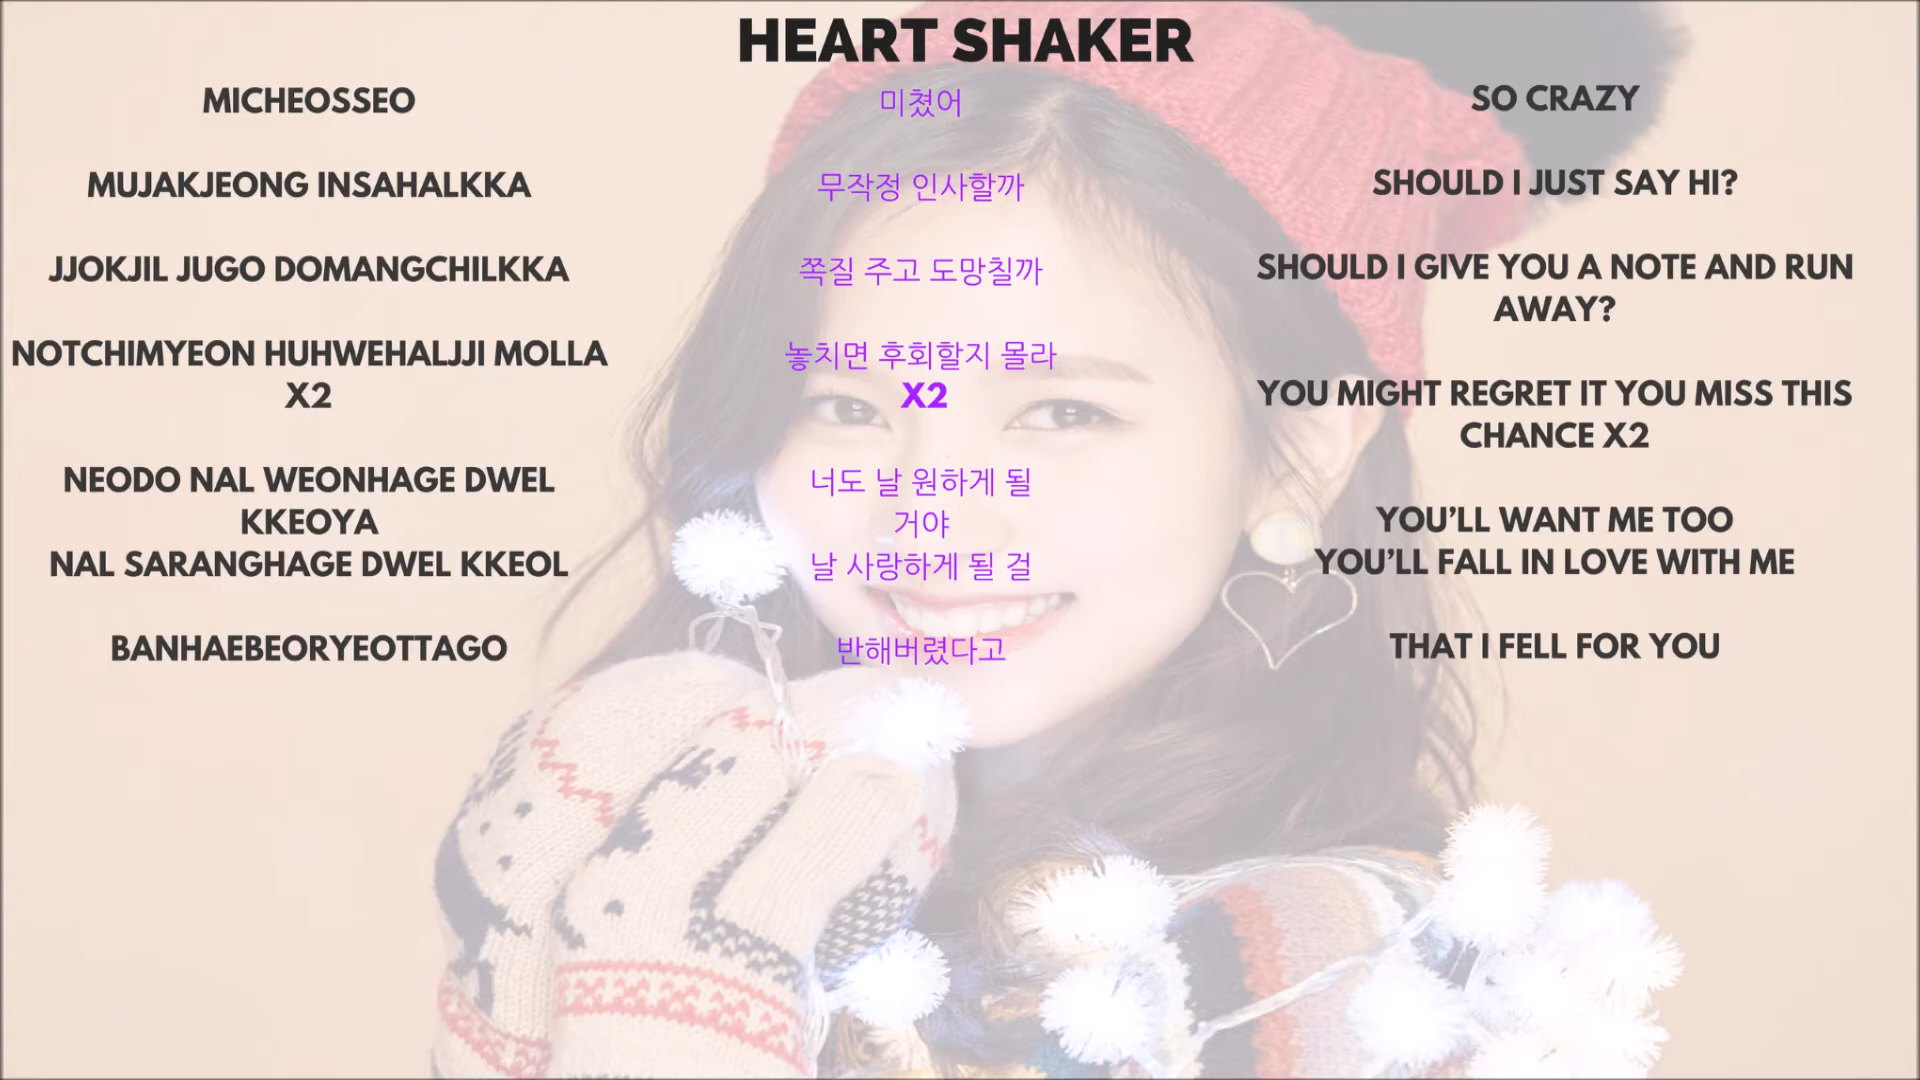 HEART SHAKER
MICHEOSSEO
MUJAKJEONG INSAHALKKA
JJOKJIL JUGO DOMANGCHILKKA
NOTCHIMYEON HUHWEHALJJI MOLLA
X2
NEODO NAL WEONHAGE DWEL
KKEOYA
NAL SARANGHAGE DWEL KKEOL
BANHAEBEORYEOTTAGO
미쳤어
무작정 인사할까
쪽질 주고 도망칠까
놓치면 후회할지 몰라
X2
너도 날 원하게 될
거야
날 사랑하게 될 걸
반해버렸다고
SO CRAZY
SHOULD I JUST SAY HI?
SHOULD I GIVE YOU A NOTE AND RUN
AWAY?
YOU MIGHT REGRET IT YOU MISS THIS
CHANCE X2
YOU'LL WANT ME TOO
YOU'LL FALL IN LOVE WITH ME
THAT I FELL FOR YOU